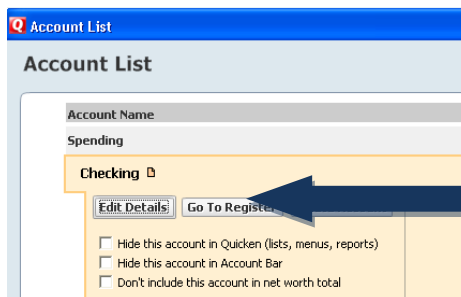 Account List
Account List
Account Name
Spending
Checking
Edit Details Go To Register
Hide this account in Quicken (lists, menus, reports)
Hide this account in Account Bar
Don't include this account in net worth total